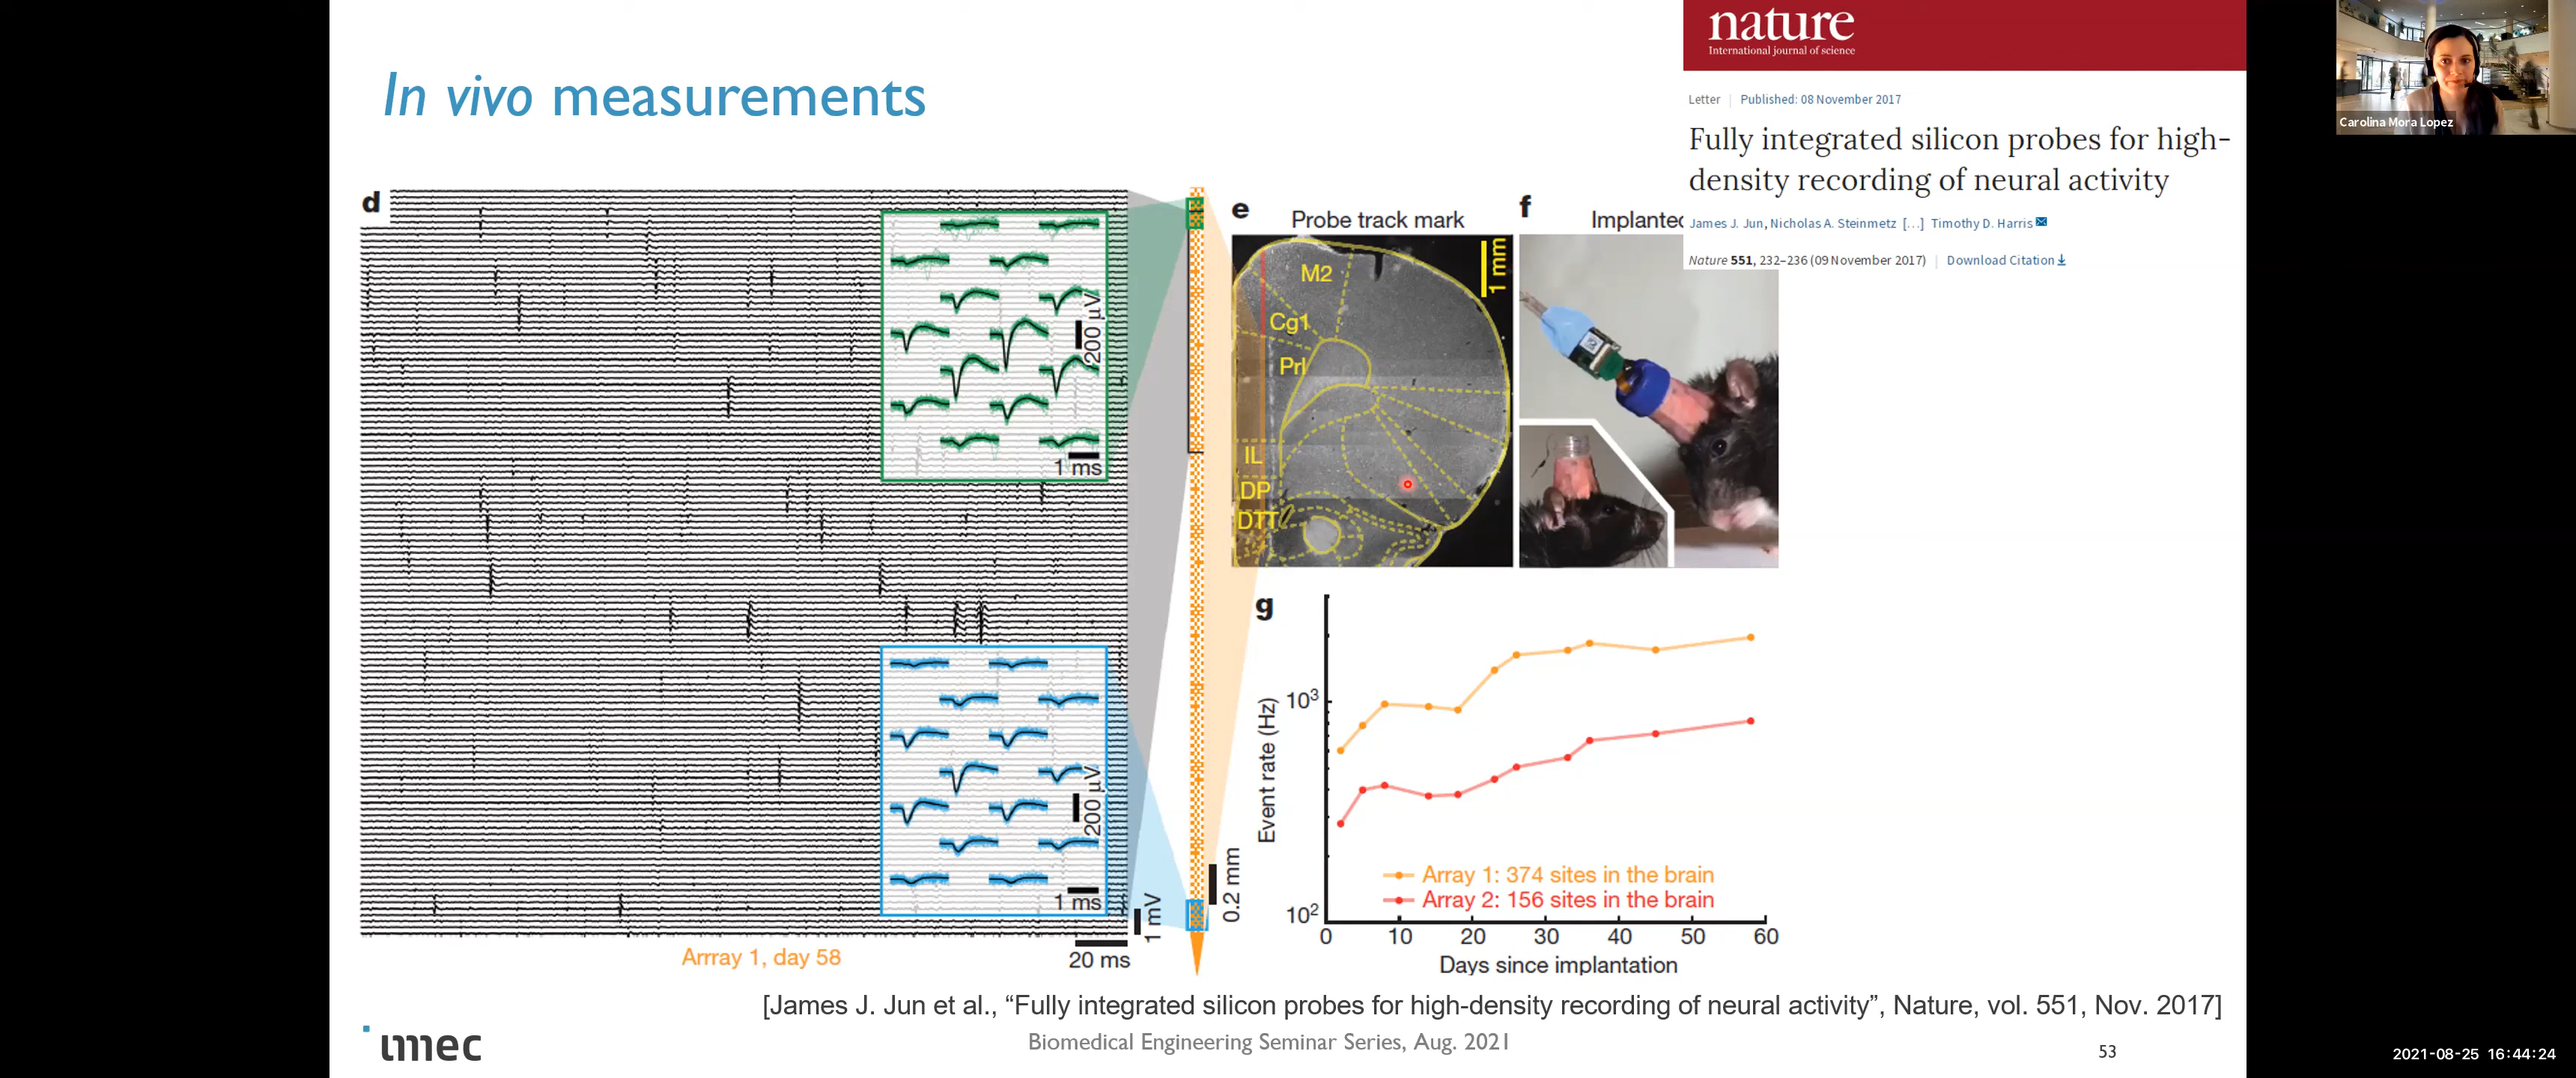 In vivo measurements
nature
International journal of science
Letter | Published: 08 November 2017
Fully integrated silicon probes for high-
density recording of neural activity
James J. Jun, Nicholas A. Steinmetz [...] Timothy D. Harris
Nature 551, 232–236 (09 November 2017) | Download Citation
Carolina Mora Lopez
d
200 µV
1 ms
200 µV
1 ms
1 mV
20 ms
0.2 mm
Arrray 1, day 58
e
Probe track mark
1 mm
M2
Cg1
Prl
IL
DP
DTT
f
Implanted
g
Event rate (Hz)
10³
10²
Array 1: 374 sites in the brain
Array 2: 156 sites in the brain
0 10 20 30 40 50 60
Days since implantation
[James J. Jun et al., “Fully integrated silicon probes for high-density recording of neural activity”, Nature, vol. 551, Nov. 2017]
imec
Biomedical Engineering Seminar Series, Aug. 2021
53
2021-08-25 16:44:24